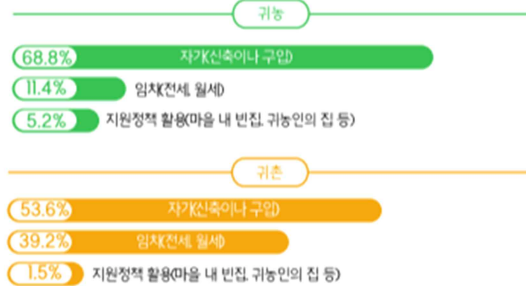 귀농
68.8% 자가(신축이나 구입)
11.4% 임차(전세, 월세)
5.2% 지원정책 활용(마을 내 빈집, 귀농인의 집 등)
귀촌
53.6% 자가(신축이나 구입)
39.2% 임차(전세, 월세)
1.5% 지원정책 활용(마을 내 빈집, 귀농인의 집 등)